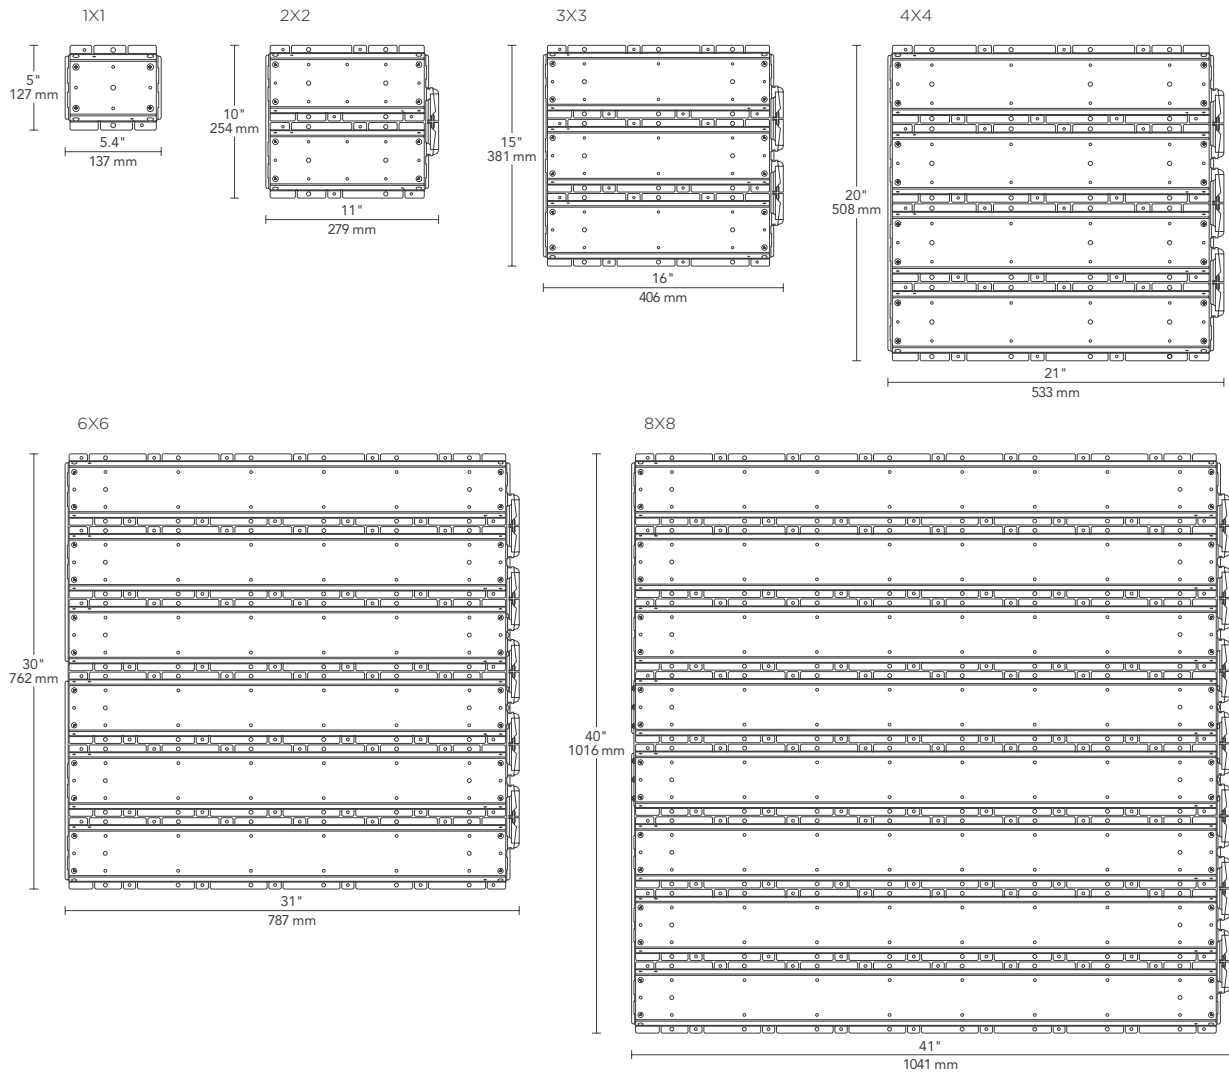 1X1
2X2
3X3
4X4
5"
127 mm
5.4"
137 mm
10"
254 mm
11"
279 mm
15"
381 mm
16"
406 mm
20"
508 mm
21"
533 mm
6X6
8X8
30"
762 mm
31"
787 mm
40"
1016 mm
41"
1041 mm